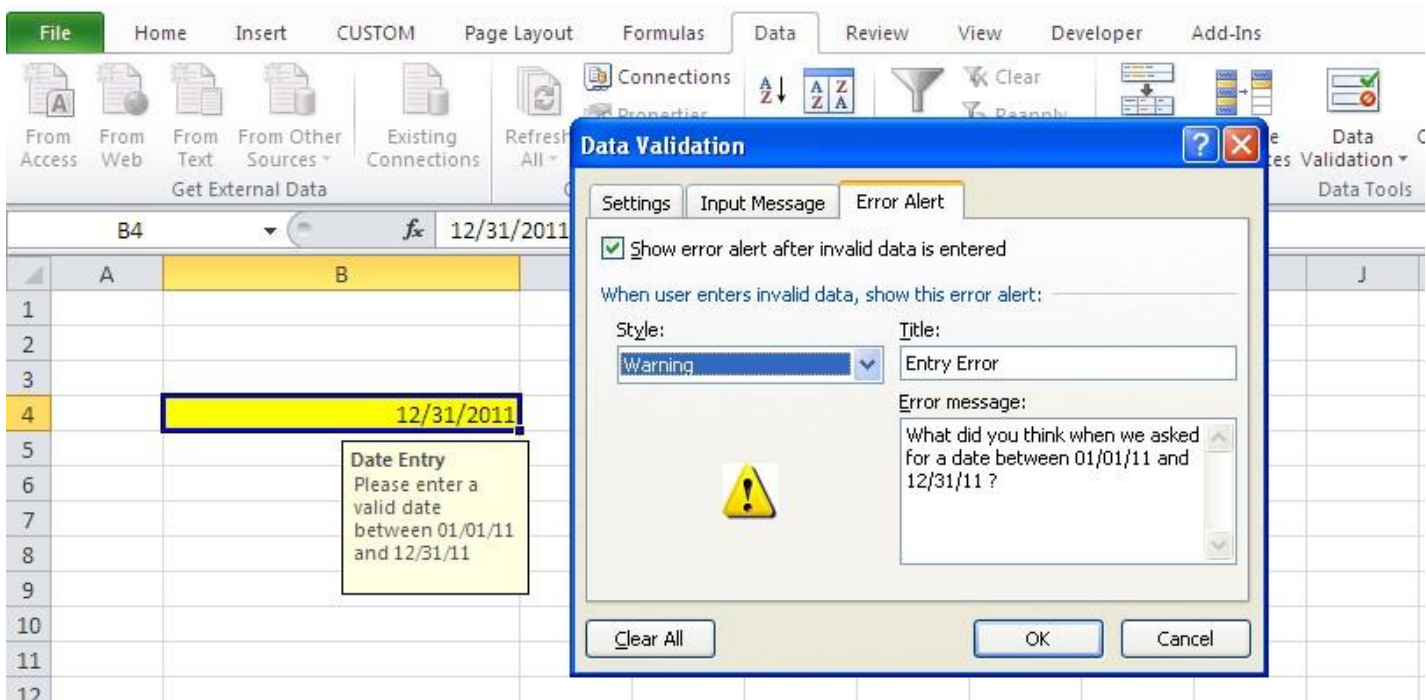 File Home Insert CUSTOM Page Layout Formulas Data Review View Developer Add-Ins
Connections
Clear
Properties
Reapply
From Access
From Web
From Text
From Other Sources
Existing Connections
Refresh All
Data Validation
Get External Data
Data Tools
B4
fx 12/31/2011
A B J
1
2
3
4 12/31/2011
5
6
7
8
9
10
11
12
Date Entry
Please enter a
valid date
between 01/01/11
and 12/31/11
Data Validation
Settings Input Message Error Alert
Show error alert after invalid data is entered
When user enters invalid data, show this error alert:
Style: Title:
Warning Entry Error
Error message:
What did you think when we asked
for a date between 01/01/11 and
12/31/11 ?
Clear All OK Cancel